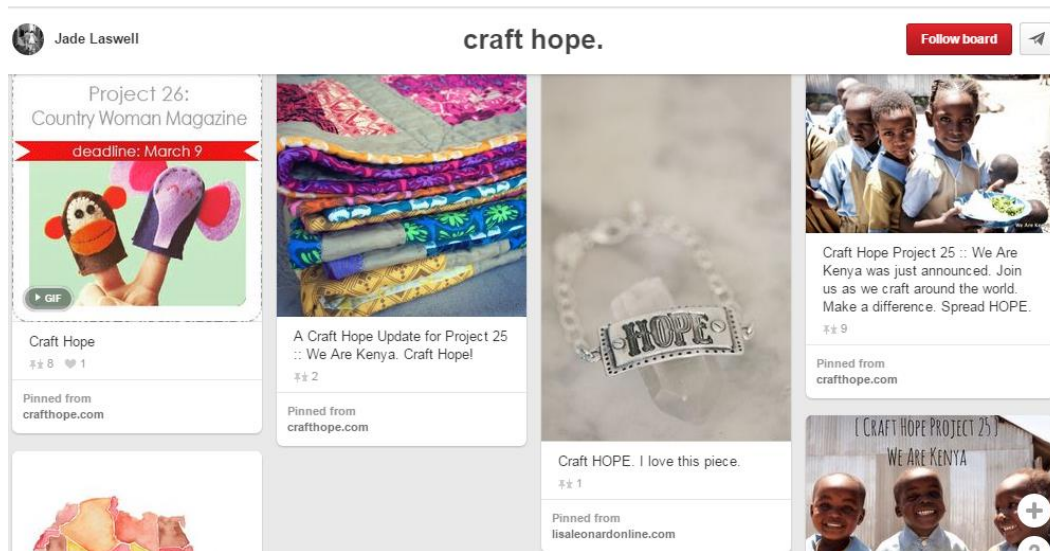 Jade Laswell
craft hope.
Follow board
Project 26:
Country Woman Magazine
deadline: March 9
GIF
Craft Hope
8 1
Pinned from
crafthope.com
A Craft Hope Update for Project 25
:: We Are Kenya. Craft Hope!
2
Pinned from
crafthope.com
HOPE
Craft HOPE. I love this piece.
1
Pinned from
lisaleonardonline.com
We Are Kenya
Craft Hope Project 25 :: We Are
Kenya was just announced. Join
us as we craft around the world.
Make a difference. Spread HOPE.
9
Pinned from
crafthope.com
[ CRAFT HOPE PROJECT 25 ]
WE ARE KENYA